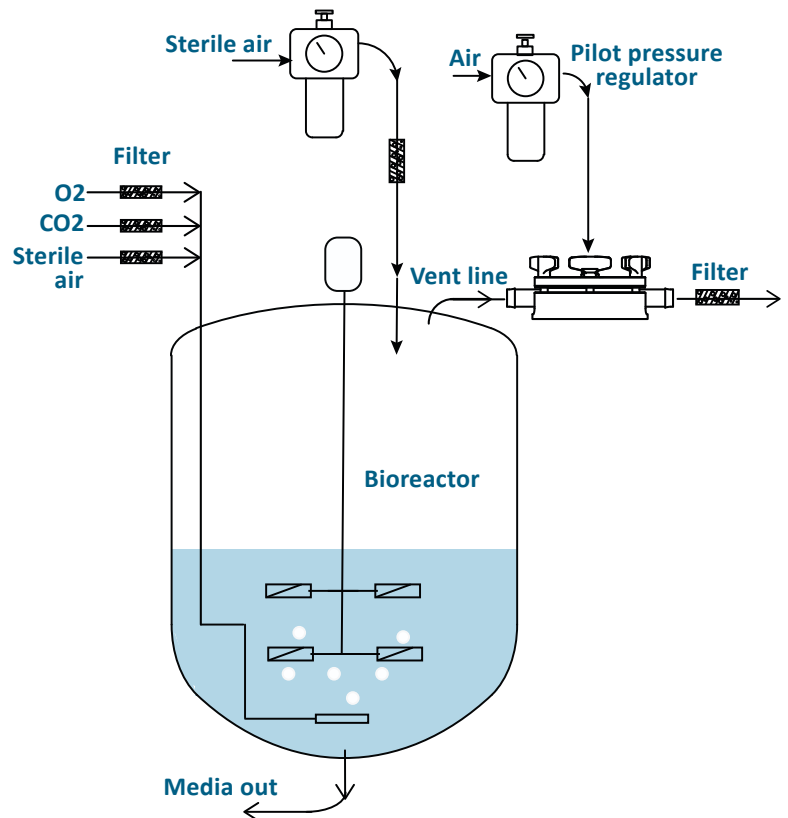 Sterile air
Air
Pilot pressure
regulator
Filter
O2
CO2
Sterile
air
Vent line
Filter
Bioreactor
Media out